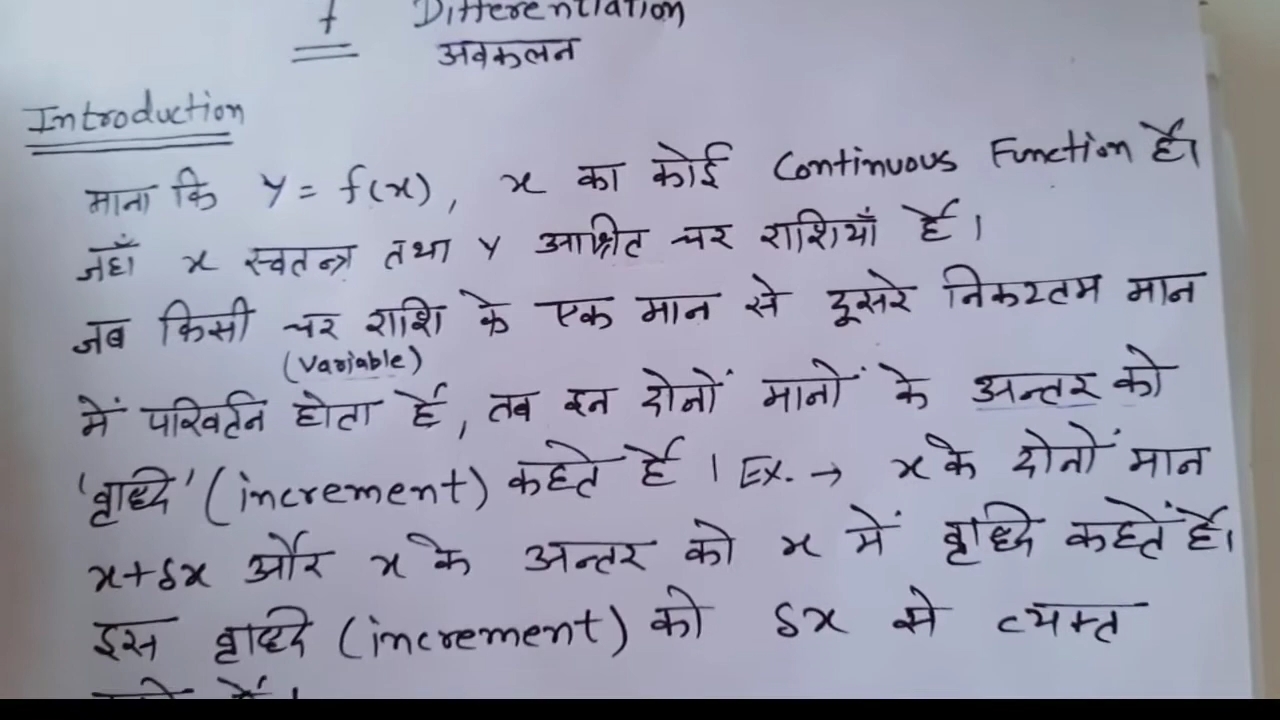 Differentiation
अवकलन
Introduction
माना कि y = f(x), x का कोई Continuous Function है।
जहाँ x स्वतन्त्र तथा y आश्रित चर राशियाँ हैं।
जब किसी चर राशि के एक मान से दूसरे निकटतम मान
(Variable)
में परिवर्तन होता है, तब इन दोनों मानों के अन्तर को
'वृद्धि' (increment) कहते हैं। Ex. → x के दोनों मान
x+δx और x के अन्तर को x में वृद्धि कहतें हैं।
इस वृद्धि (increment) को δx से व्यक्त